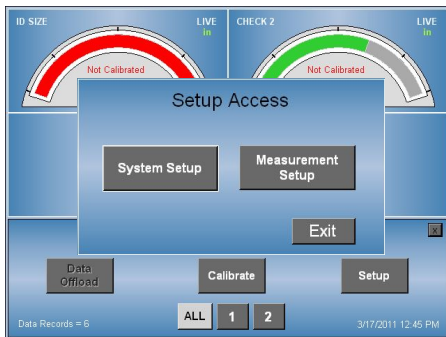 ID SIZE LIVE CHECK 2 LIVE
in in
Not Calibrated Not Calibrated
Setup Access
System Setup
Measurement
Setup
Exit
x
Data
Offload
Calibrate
Setup
ALL 1 2
Data Records = 6
3/17/2011 12:45 PM